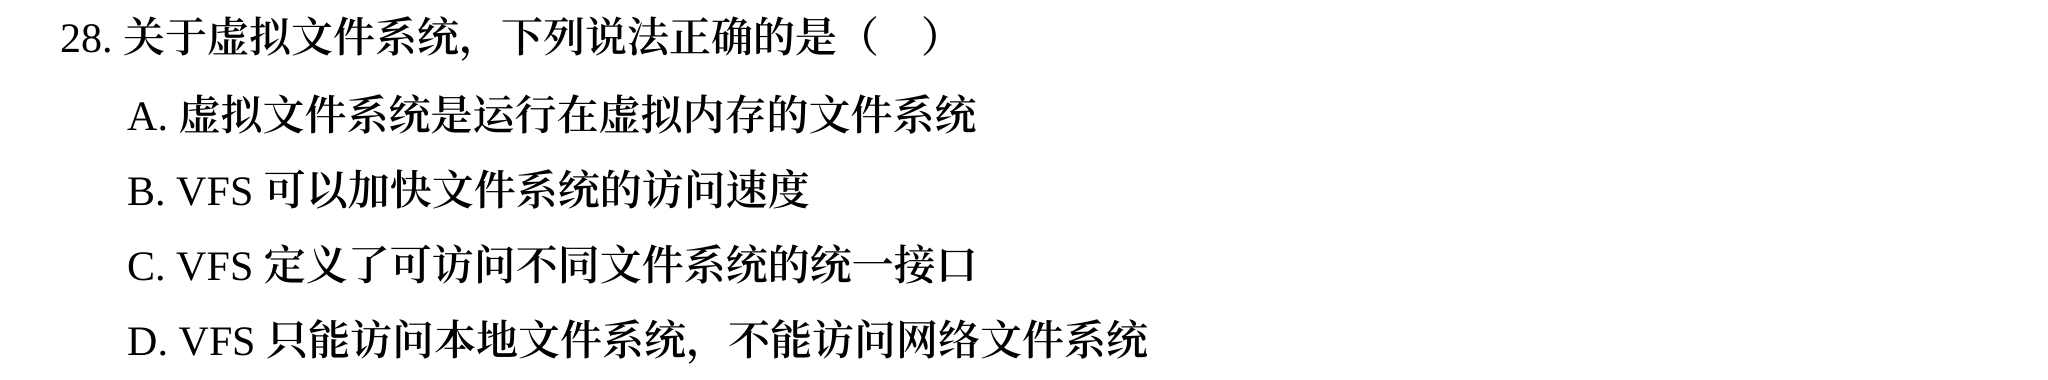 28. 关于虚拟文件系统，下列说法正确的是（ ）
A. 虚拟文件系统是运行在虚拟内存的文件系统
B. VFS 可以加快文件系统的访问速度
C. VFS 定义了可访问不同文件系统的统一接口
D. VFS 只能访问本地文件系统，不能访问网络文件系统